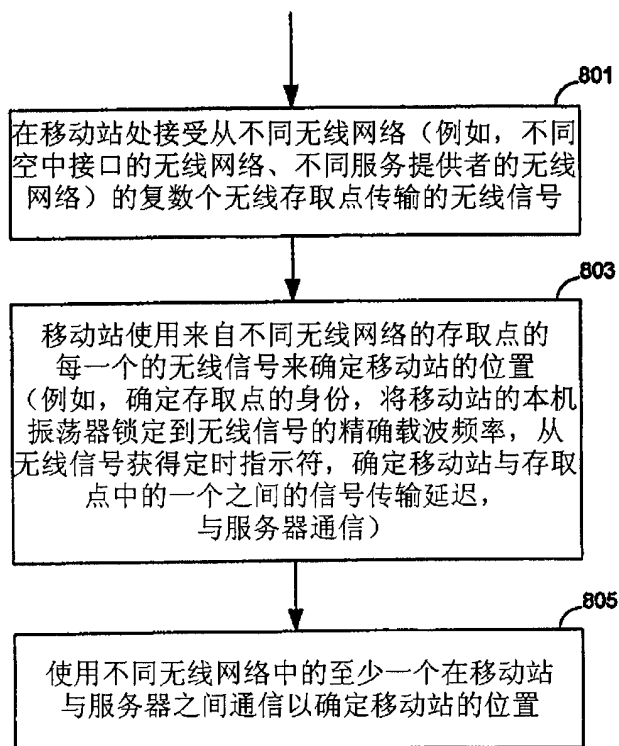 801
在移动站处接受从不同无线网络（例如，不同
空中接口的无线网络、不同服务提供者的无线
网络）的复数个无线存取点传输的无线信号
803
移动站使用来自不同无线网络的存取点的
每一个的无线信号来确定移动站的位置
（例如，确定存取点的身份，将移动站的本机
振荡器锁定到无线信号的精确载波频率，从
无线信号获得定时指示符，确定移动站与存取
点中的一个之间的信号传输延迟，
与服务器通信）
805
使用不同无线网络中的至少一个在移动站
与服务器之间通信以确定移动站的位置